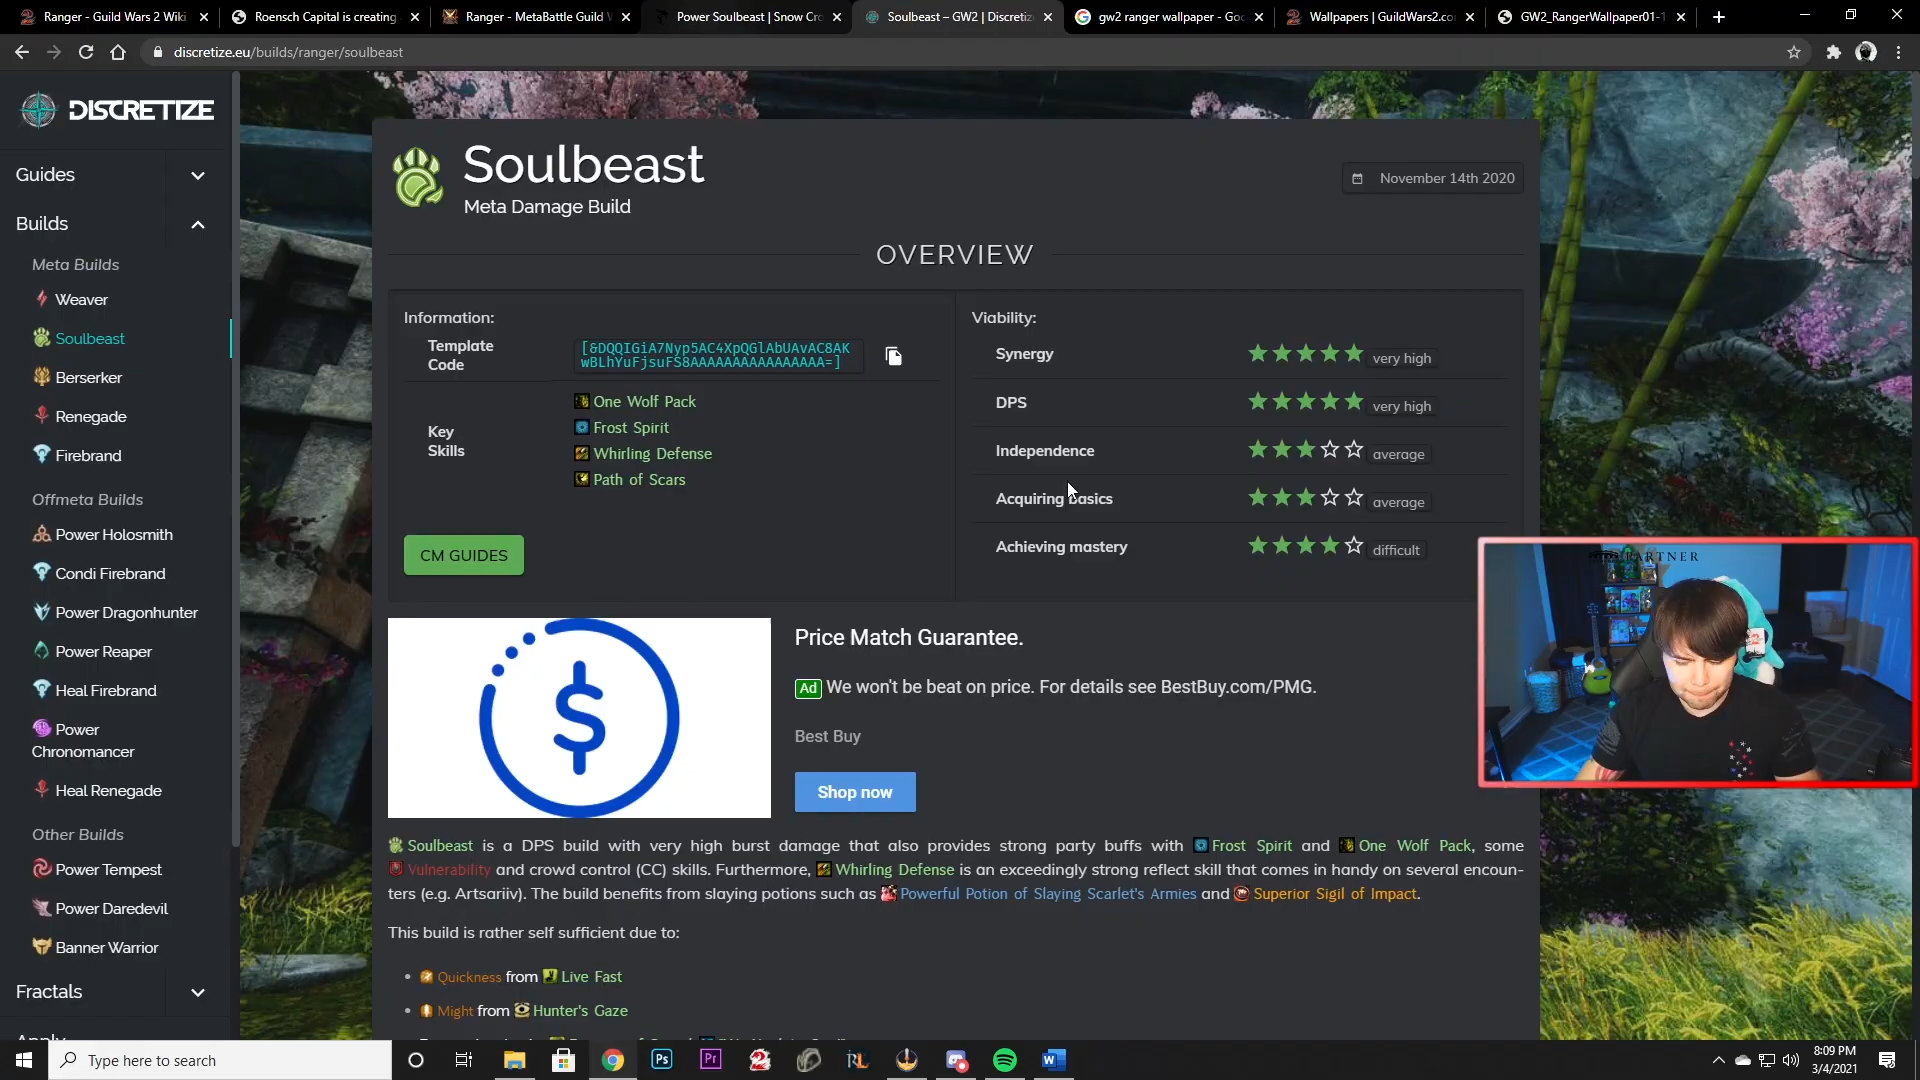 Ranger - Guild Wars 2 Wiki
Roensch Capital is creating
Ranger - MetaBattle Guild W
Power Soulbeast | Snow Cro
Soulbeast – GW2 | Discretiz
gw2 ranger wallpaper - Goo
Wallpapers | GuildWars2.co
GW2_RangerWallpaper01-1
discretize.eu/builds/ranger/soulbeast
DISCRETIZE
Guides
Builds
Meta Builds
Weaver
Soulbeast
Berserker
Renegade
Firebrand
Offmeta Builds
Power Holosmith
Condi Firebrand
Power Dragonhunter
Power Reaper
Heal Firebrand
Power
Chronomancer
Heal Renegade
Other Builds
Power Tempest
Power Daredevil
Banner Warrior
Fractals
Apply
Soulbeast
Meta Damage Build
November 14th 2020
OVERVIEW
Information:
Template
Code
[&DQQIGiA7Nyp5AC4XpQGlAbUAvAC8AK
wBLhYuFjsuFS8AAAAAAAAAAAAAAAA=]
Key
Skills
One Wolf Pack
Frost Spirit
Whirling Defense
Path of Scars
CM GUIDES
Viability:
Synergy very high
DPS very high
Independence average
Acquiring basics average
Achieving mastery difficult
PARTNER
Price Match Guarantee.
Ad We won't be beat on price. For details see BestBuy.com/PMG.
Best Buy
Shop now
Soulbeast is a DPS build with very high burst damage that also provides strong party buffs with Frost Spirit and One Wolf Pack, some
Vulnerability and crowd control (CC) skills. Furthermore, Whirling Defense is an exceedingly strong reflect skill that comes in handy on several encoun-
ters (e.g. Artsariiv). The build benefits from slaying potions such as Powerful Potion of Slaying Scarlet's Armies and Superior Sigil of Impact.
This build is rather self sufficient due to:
• Quickness from Live Fast
• Might from Hunter's Gaze
Type here to search
Ps
Pr
RL
W
8:09 PM
3/4/2021